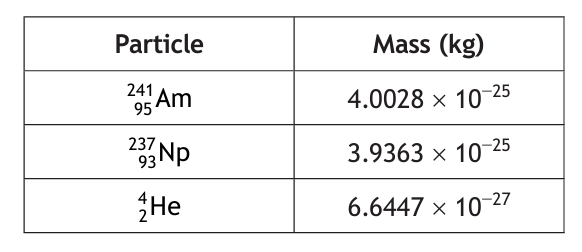 Particle Mass (kg)
²⁴¹₉₅Am 4.0028 × 10⁻²⁵
²³⁷₉₃Np 3.9363 × 10⁻²⁵
⁴₂He 6.6447 × 10⁻²⁷